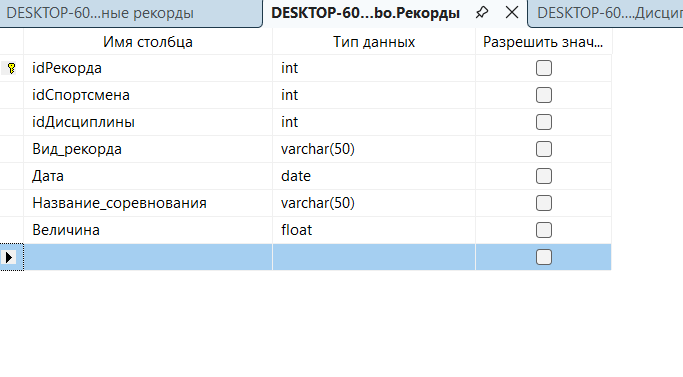 DESKTOP-60...ные рекорды DESKTOP-60...bo.Рекорды DESKTOP-60....Дисцип
Имя столбца Тип данных Разрешить знач...
idРекорда int
idСпортсмена int
idДисциплины int
Вид_рекорда varchar(50)
Дата date
Название_соревнования varchar(50)
Величина float